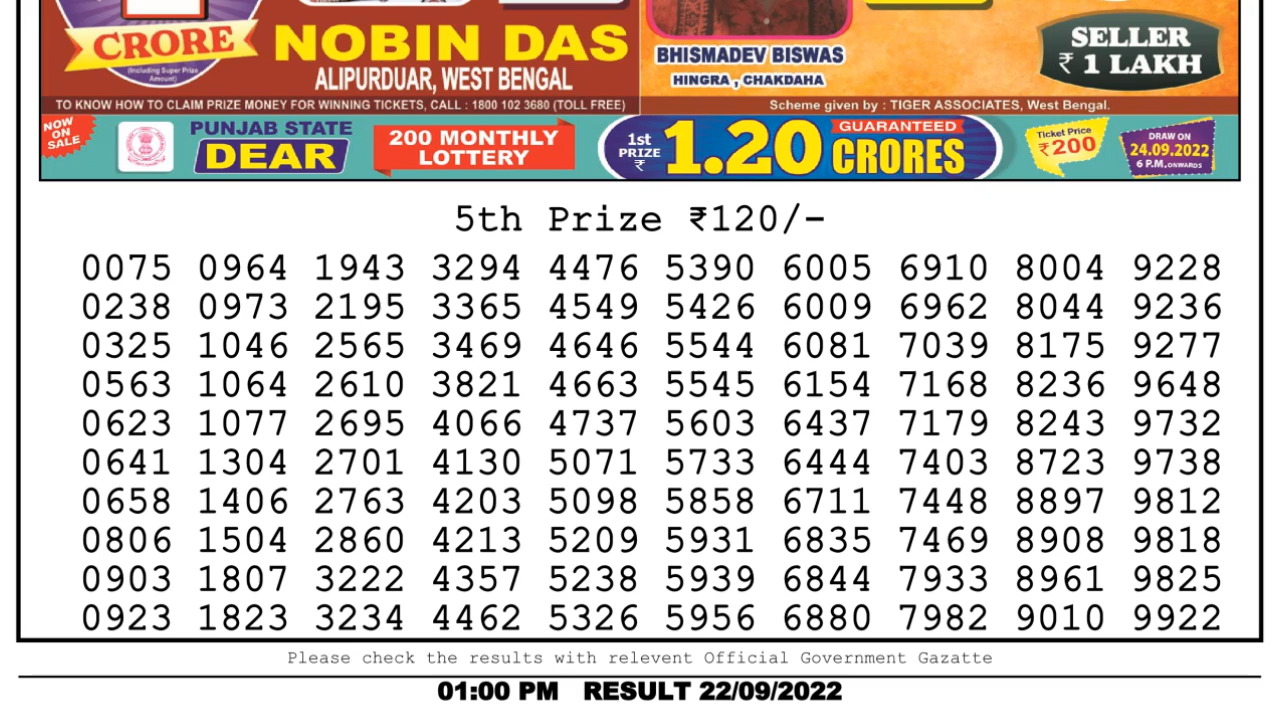 CRORE
(Including Super Prize
Amount)
NOBIN DAS
ALIPURDUAR, WEST BENGAL
BHISMADEV BISWAS
HINGRA , CHAKDAHA
SELLER
₹ 1 LAKH
TO KNOW HOW TO CLAIM PRIZE MONEY FOR WINNING TICKETS, CALL : 1800 102 3680 (TOLL FREE)
Scheme given by : TIGER ASSOCIATES, West Bengal.
NOW
ON
SALE
PUNJAB STATE
DEAR
200 MONTHLY
LOTTERY
1st
PRIZE
₹
1.20
GUARANTEED
CRORES
Ticket Price
₹200
DRAW ON
24.09.2022
6 P.M. ONWARDS
5th Prize ₹120/-
0075 0964 1943 3294 4476 5390 6005 6910 8004 9228
0238 0973 2195 3365 4549 5426 6009 6962 8044 9236
0325 1046 2565 3469 4646 5544 6081 7039 8175 9277
0563 1064 2610 3821 4663 5545 6154 7168 8236 9648
0623 1077 2695 4066 4737 5603 6437 7179 8243 9732
0641 1304 2701 4130 5071 5733 6444 7403 8723 9738
0658 1406 2763 4203 5098 5858 6711 7448 8897 9812
0806 1504 2860 4213 5209 5931 6835 7469 8908 9818
0903 1807 3222 4357 5238 5939 6844 7933 8961 9825
0923 1823 3234 4462 5326 5956 6880 7982 9010 9922
Please check the results with relevent Official Government Gazatte
01:00 PM RESULT 22/09/2022